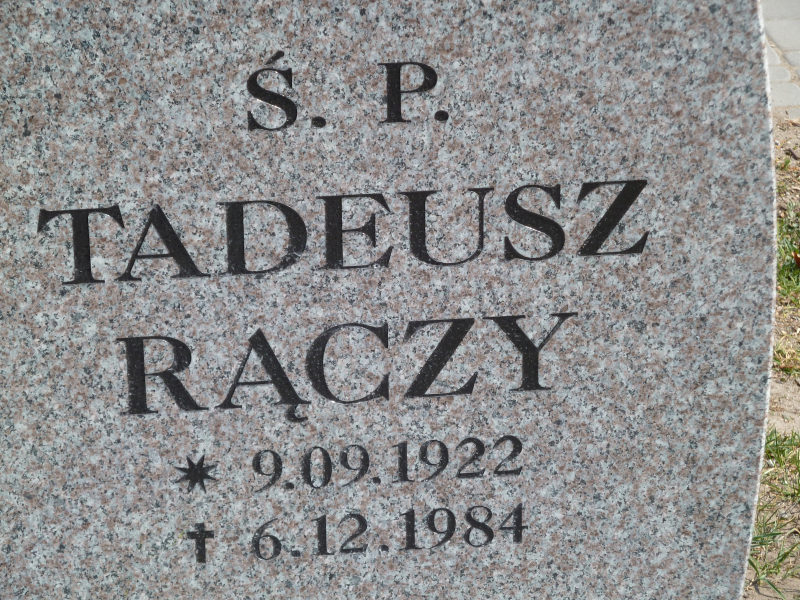 Ś. P.
TADEUSZ
RĄCZY
* 9.09.1922
✝ 6.12.1984